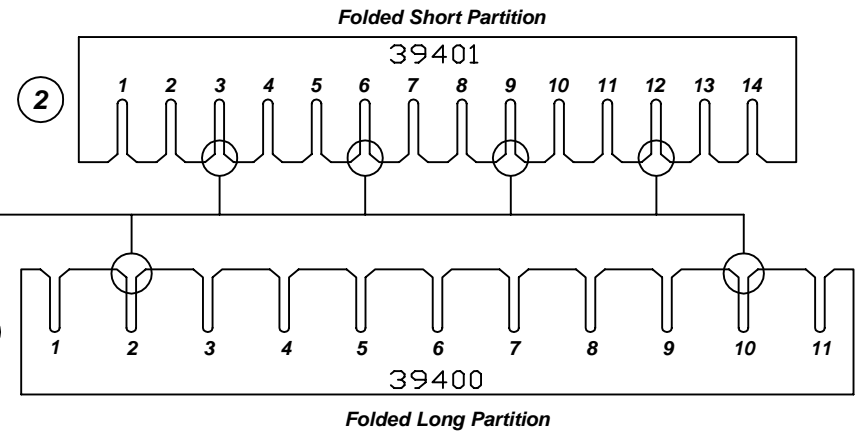 Folded Short Partition
39401
2
1 2 3 4 5 6 7 8 9 10 11 12 13 14
1 2 3 4 5 6 7 8 9 10 11
39400
Folded Long Partition